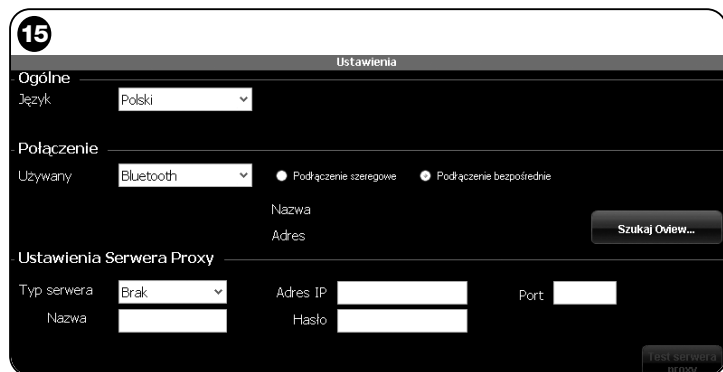 15
Ustawienia
Ogólne
Język Polski
Połączenie
Używany Bluetooth Podłączenie szeregowe Podłączenie bezpośrednie
Nazwa
Adres
Szukaj Oview...
Ustawienia Serwera Proxy
Typ serwera Brak Adres IP Port
Nazwa Hasło
Test serwera
proxy